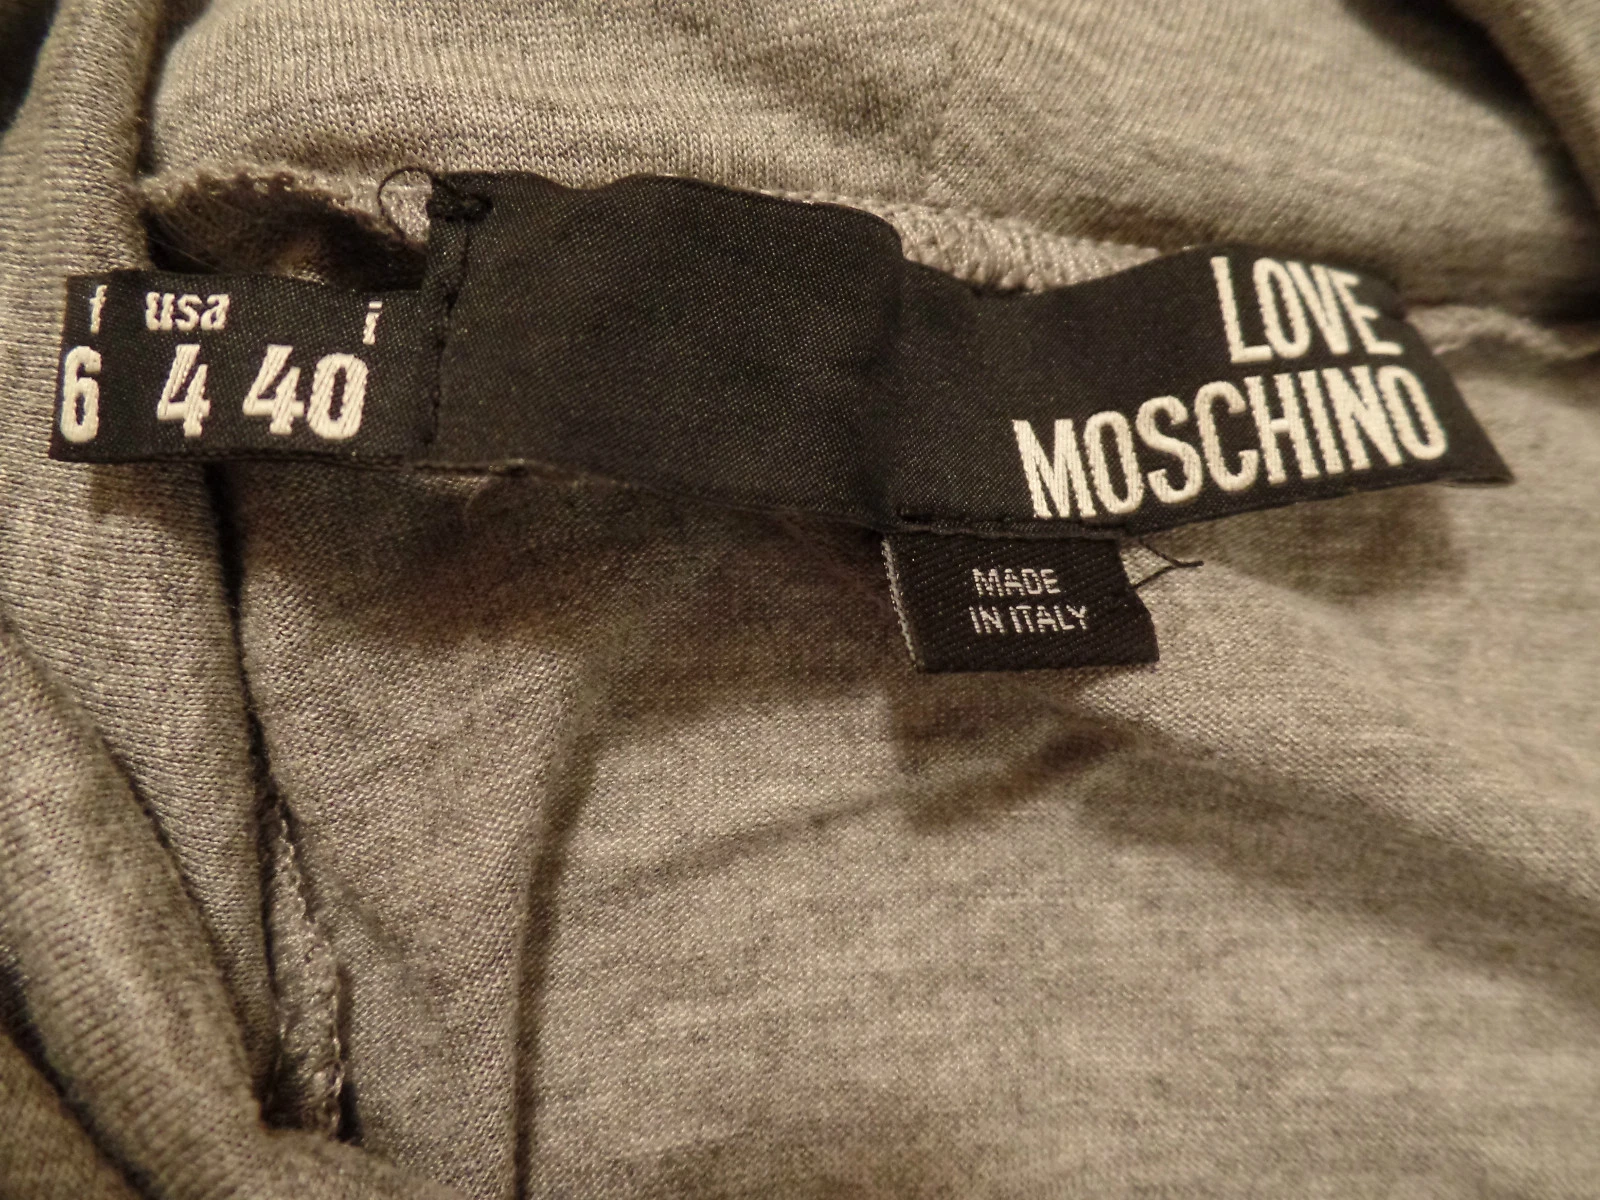 f usa i
6 4 40
LOVE
MOSCHINO
MADE
IN ITALY